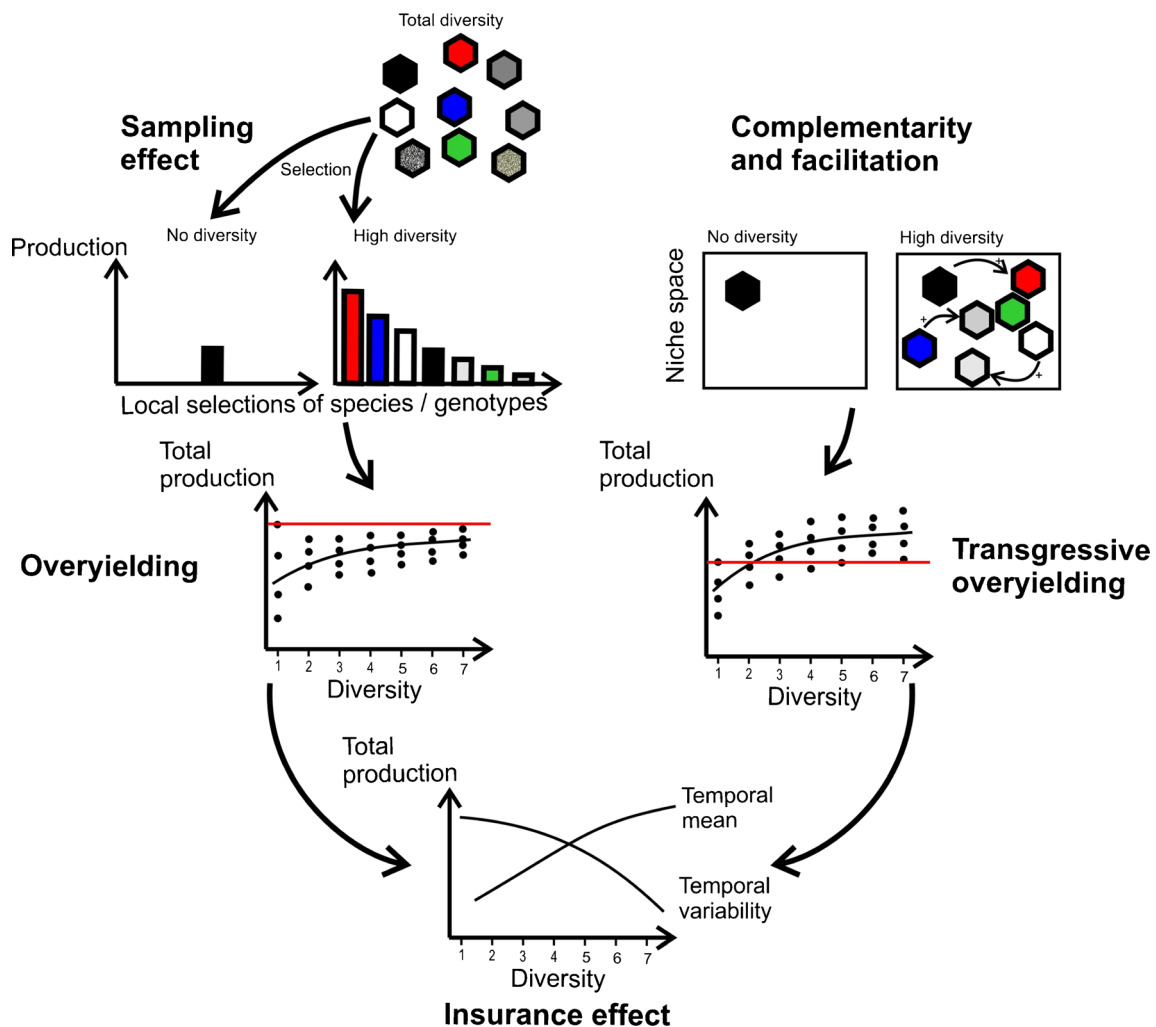 Total diversity
Sampling
effect
Selection
Complementarity
and facilitation
Production
No diversity
High diversity
Local selections of species / genotypes
No diversity
High diversity
Niche space
+
+
+
Total
production
Overyielding
1 2 3 4 5 6 7
Diversity
Total
production
Transgressive
overyielding
1 2 3 4 5 6 7
Diversity
Total
production
Temporal
mean
Temporal
variability
1 2 3 4 5 6 7
Diversity
Insurance effect